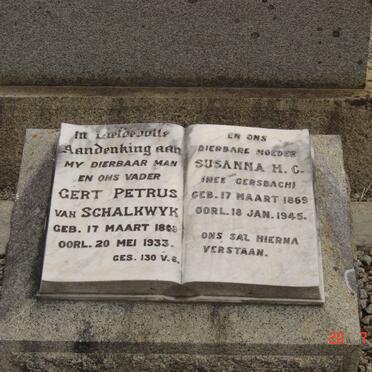 In Liefdevolle
Aandenking aan
MY DIERBAAR MAN
EN ONS VADER
GERT PETRUS
VAN SCHALKWYK
GEB. 17 MAART
OORL. 20 MEI 1933.
GES. 130 V. 6.
EN ONS
DIERBARE MOEDER
SUSANNA H. C.
(NEE GERSBACH)
GEB. 17 MAART 1869
OORL. 18 JAN. 1945.
ONS SAL HIERNA
VERSTAAN.